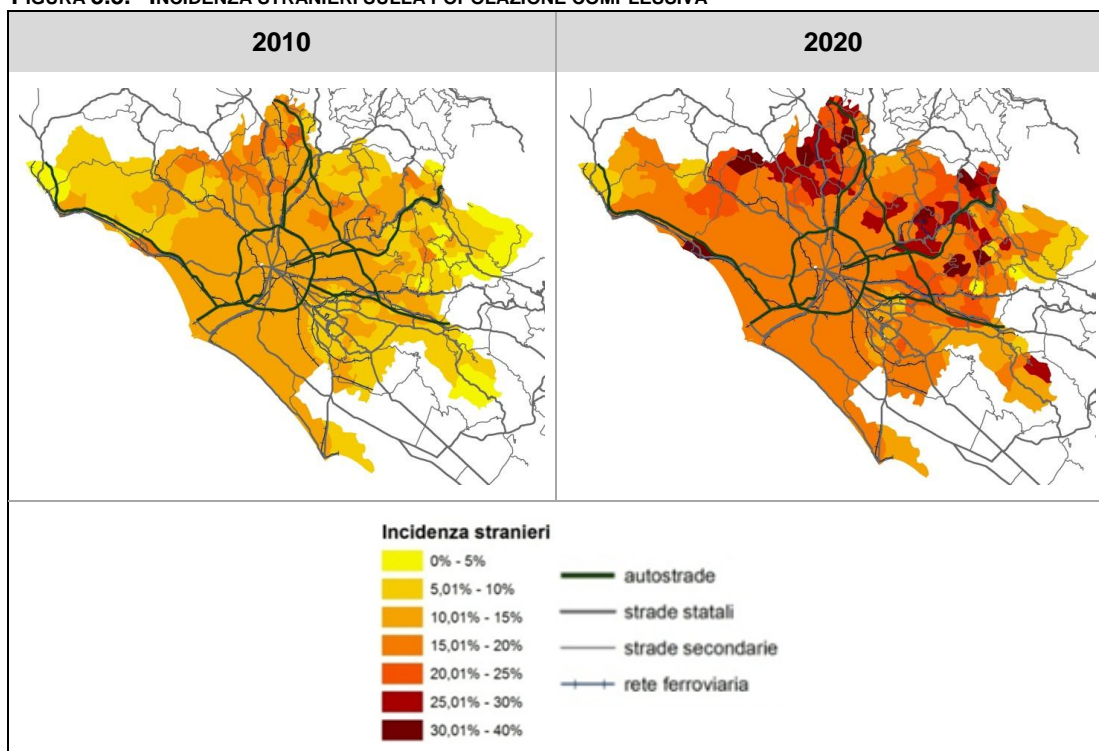 2010
2020
Incidenza stranieri
0% - 5%
5,01% - 10%
10,01% - 15%
15,01% - 20%
20,01% - 25%
25,01% - 30%
30,01% - 40%
autostrade
strade statali
strade secondarie
rete ferroviaria